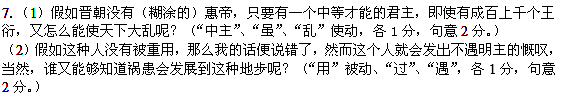 7.（1）假如晋朝没有（糊涂的）惠帝，只要有一个中等才能的君主，即使有成百上千个王
衍，又怎么能使天下大乱呢？（“中主”、“虽”、“乱”使动，各 1 分，句意 2 分。）
（2）假如这种人没有被重用，那么我的话便说错了，然而这个人就会发出不遇明主的慨叹，
当然，谁又能够知道祸患会发展到这种地步呢？（“用”被动、“过”、“遇”，各 1 分，句意
2 分。）